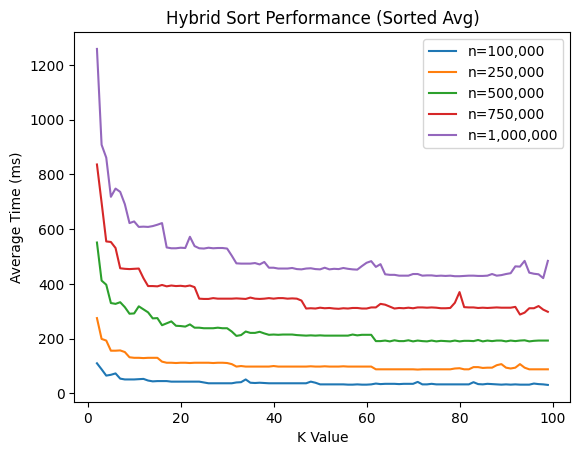 Hybrid Sort Performance (Sorted Avg)
n=100,000
n=250,000
n=500,000
n=750,000
n=1,000,000
Average Time (ms)
1200
1000
800
600
400
200
0
0 20 40 60 80 100
K Value